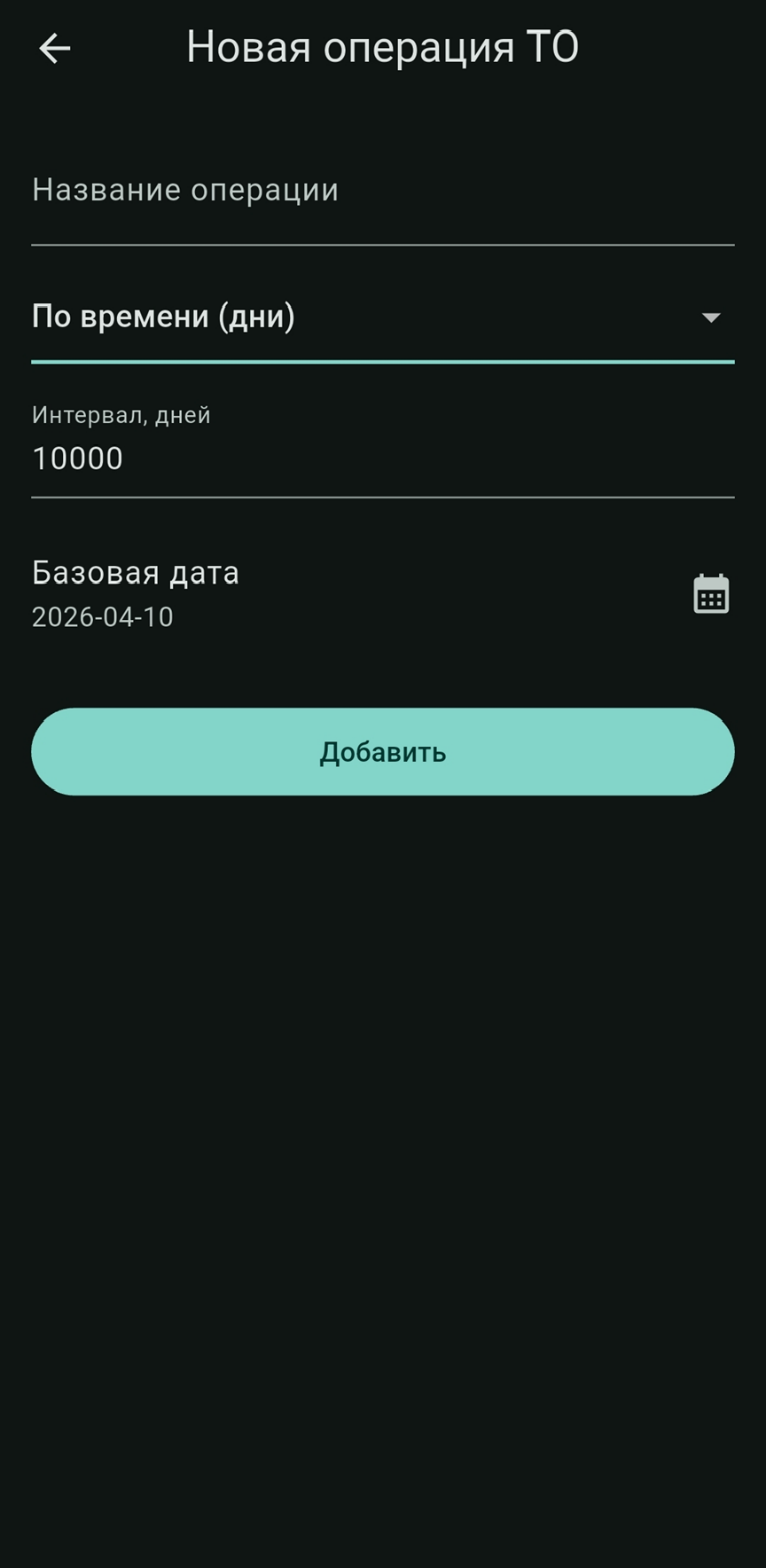 Новая операция ТО
Название операции
По времени (дни)
Интервал, дней
10000
Базовая дата
2026-04-10
Добавить